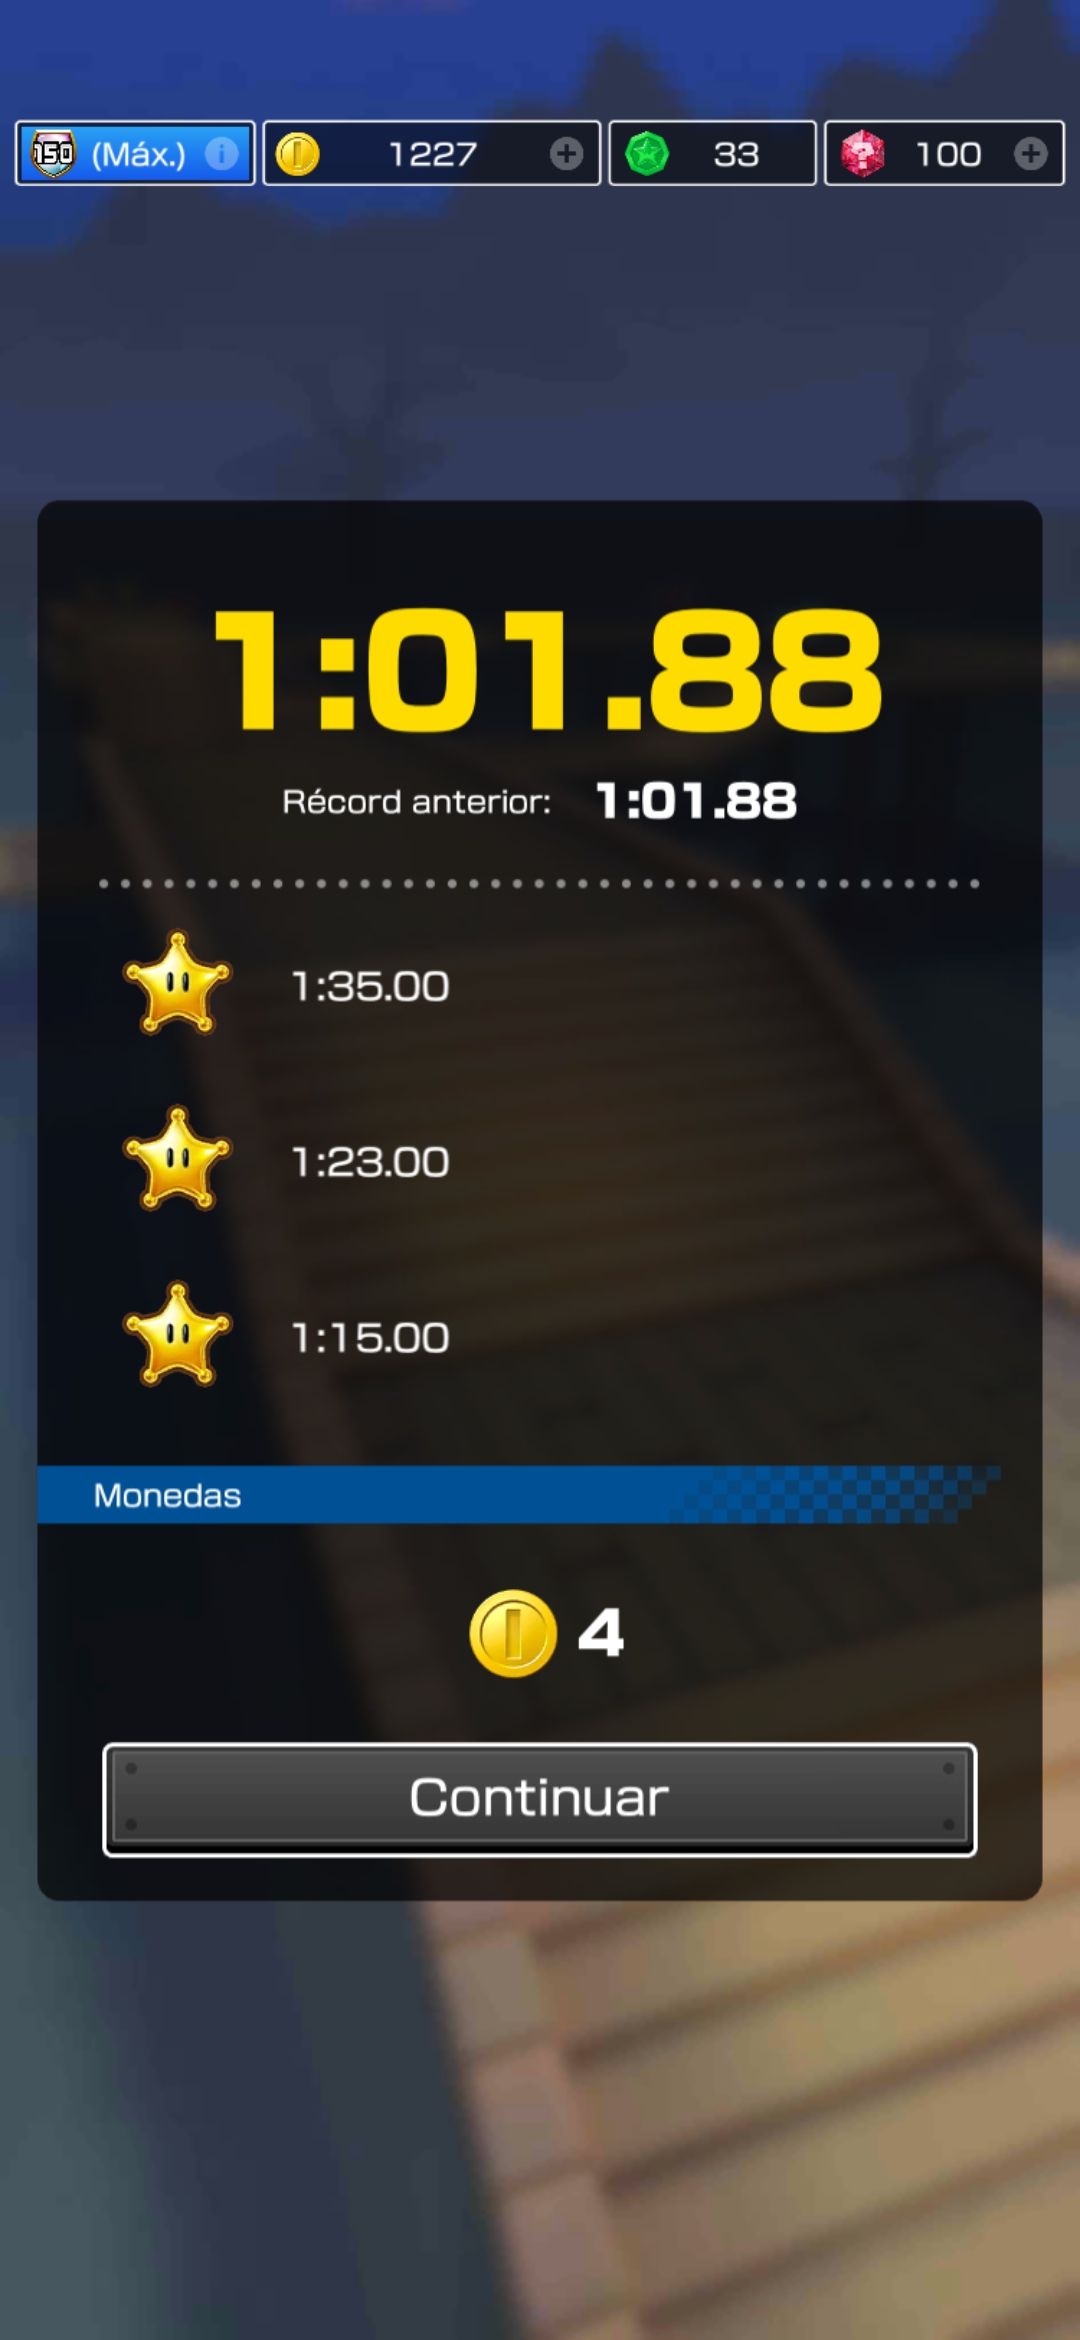 150 (Máx.) i 1227 + 33 ? 100 +
1:01.88
Récord anterior: 1:01.88
1:35.00
1:23.00
1:15.00
Monedas
4
Continuar